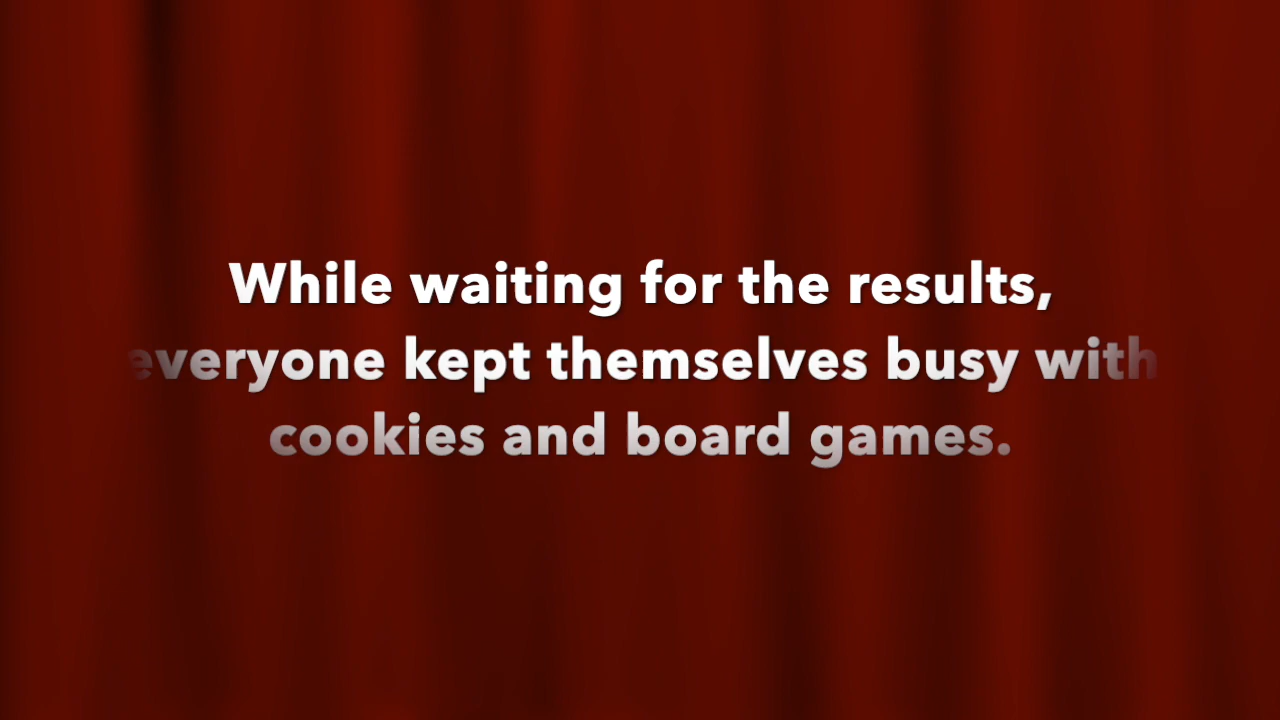 While waiting for the results,
everyone kept themselves busy with
cookies and board games.